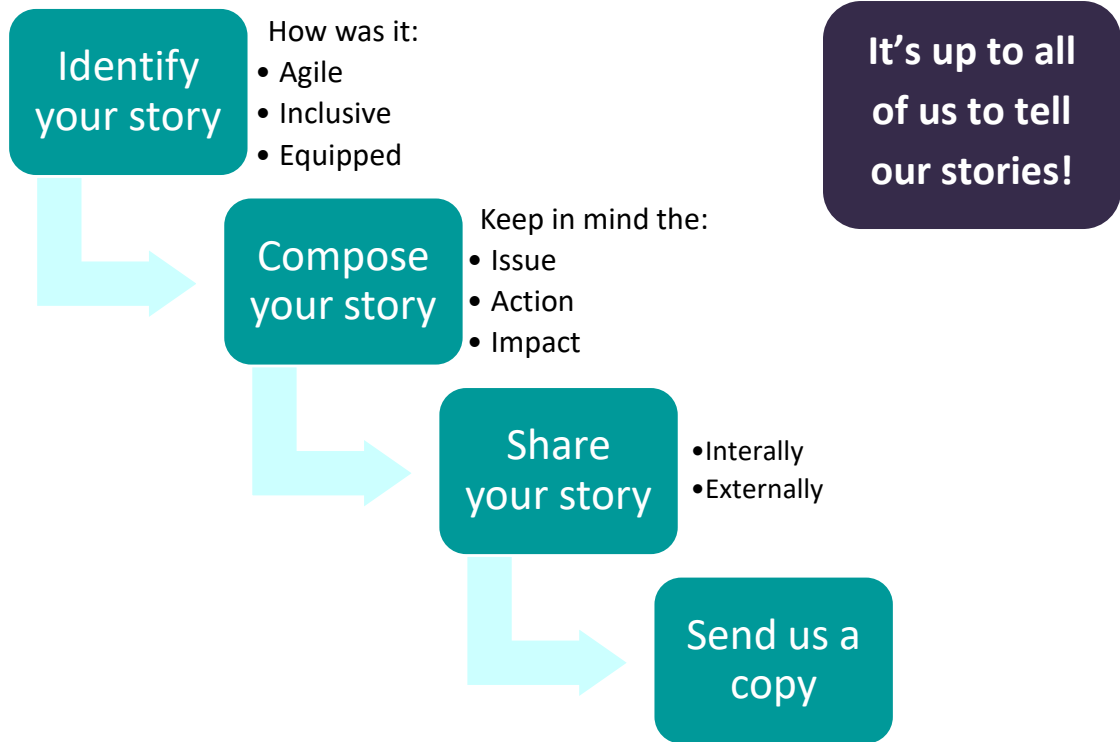 Identify
your story
How was it:
• Agile
• Inclusive
• Equipped
It's up to all
of us to tell
our stories!
Compose
your story
Keep in mind the:
• Issue
• Action
• Impact
Share
your story
•Interally
•Externally
Send us a
copy